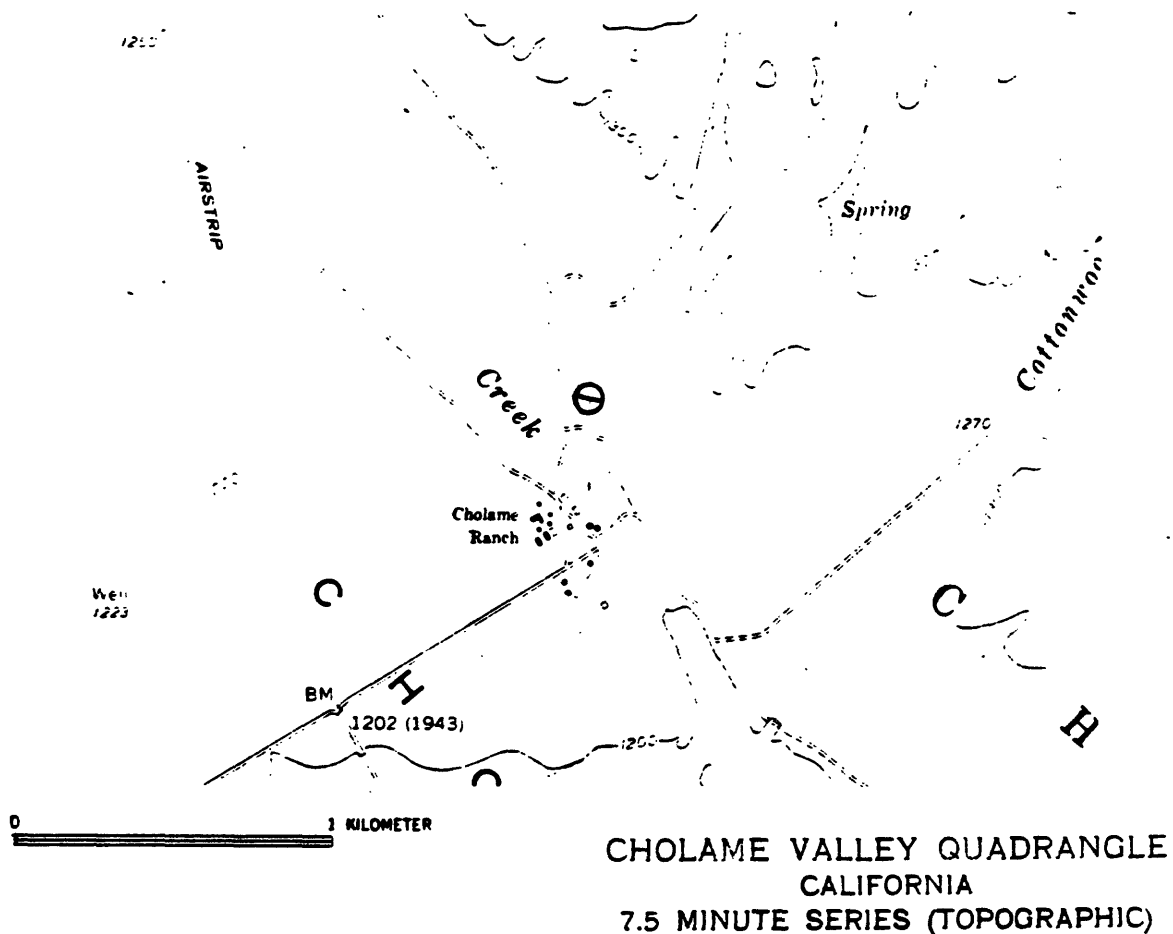 AIRSTRIP
1300
Spring
Cottonwoo
Creek
1270
Cholame
Ranch
C
C
Well
1223
BM
H
1202 (1943)
H
1200
C
0 1 KILOMETER
CHOLAME VALLEY QUADRANGLE
CALIFORNIA
7.5 MINUTE SERIES (TOPOGRAPHIC)